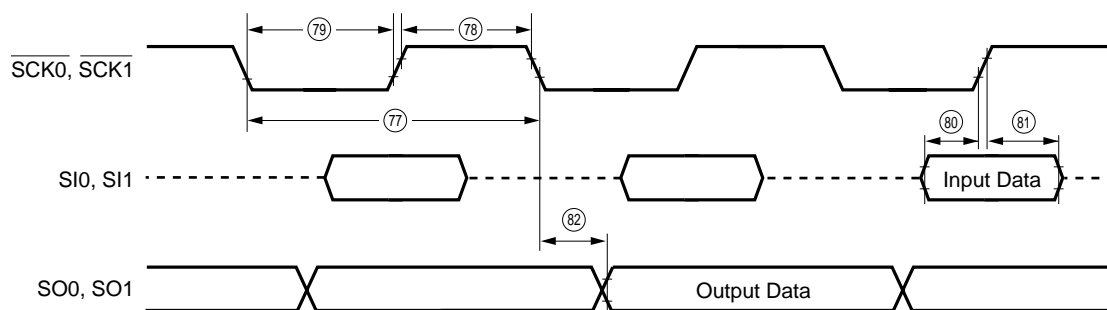 79
78
SCK0, SCK1
77
80
81
SI0, SI1
Input Data
82
SO0, SO1
Output Data